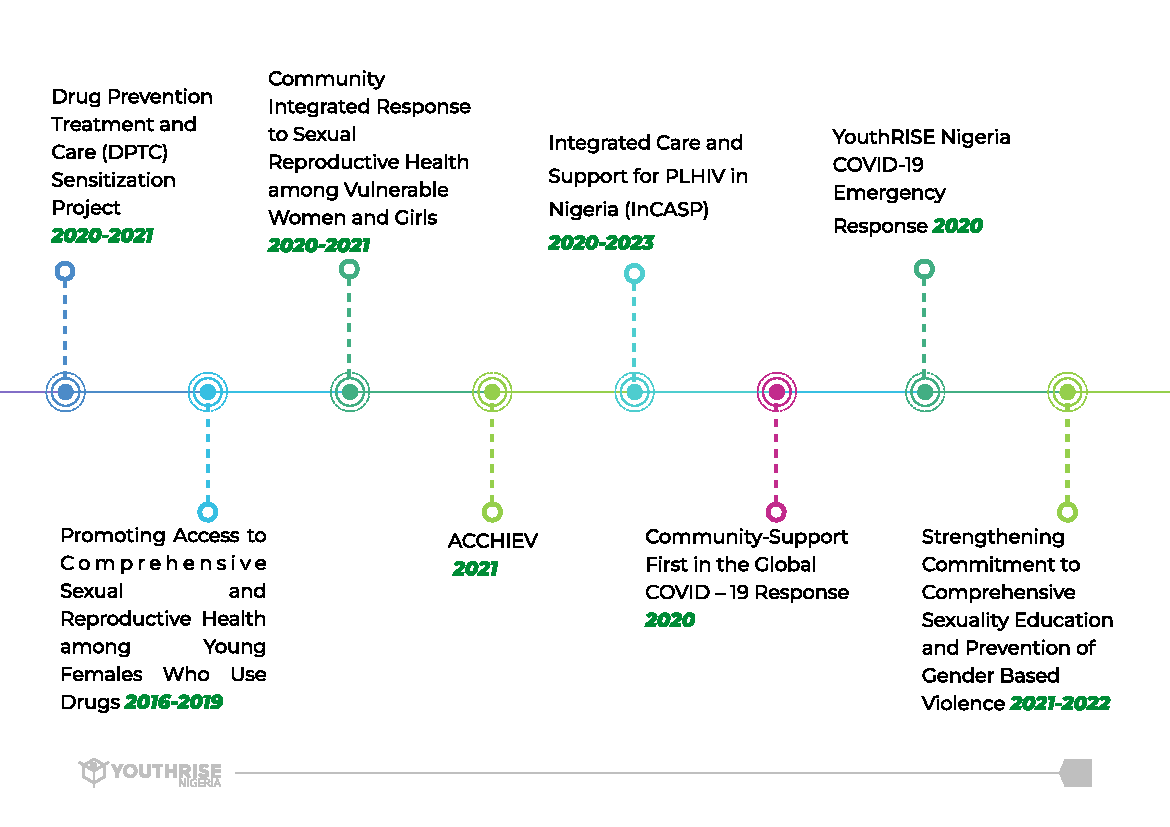 Drug Prevention
Treatment and
Care (DPTC)
Sensitization
Project
2020-2021
Community
Integrated Response
to Sexual
Reproductive Health
among Vulnerable
Women and Girls
2020-2021
Integrated Care and
Support for PLHIV in
Nigeria (InCASP)
2020-2023
YouthRISE Nigeria
COVID-19
Emergency
Response 2020
Promoting Access to
Comprehensive
Sexual and
Reproductive Health
among Young
Females Who Use
Drugs 2016-2019
ACCHIEV
2021
Community-Support
First in the Global
COVID – 19 Response
2020
Strengthening
Commitment to
Comprehensive
Sexuality Education
and Prevention of
Gender Based
Violence 2021-2022
YOUTHRISE
NIGERIA